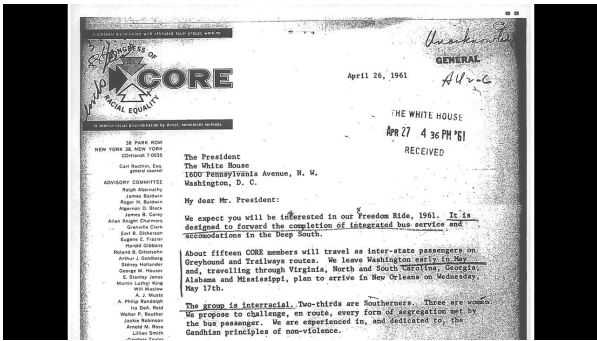 CONGRESS OF
CORE
RACIAL EQUALITY
38 PARK ROW
NEW YORK 38, NEW YORK
COrtlandt 7-0035
Carl Rachlin, Esq.
general counsel
ADVISORY COMMITTEE
Ralph Abernathy
James Baldwin
Roger N. Baldwin
Algernon D. Black
James B. Carey
Allan Knight Chalmers
Grenville Clark
Earl B. Dickerson
Eugene E. Frazier
Harold Gibbons
Roland B. Gittelsohn
Arthur J. Goldberg
Sidney Hollander
George M. Houser
E. Stanley Jones
Martin Luther King
Will Maslow
A. J. Muste
A. Philip Randolph
Ira DeA. Reid
Walter P. Reuther
Jackie Robinson
Arnold M. Rose
Lillian Smith
GENERAL
April 26, 1961
THE WHITE HOUSE
APR 27 4 36 PM '61
RECEIVED
The President
The White House
1600 Pennsylvania Avenue, N. W.
Washington, D. C.
My dear Mr. President:
We expect you will be interested in our Freedom Ride, 1961. It is
designed to forward the completion of integrated bus service and
accomodations in the Deep South.
About fifteen CORE members will travel as inter-state passengers on
Greyhound and Trailways routes. We leave Washington early in May
and, travelling through Virginia, North and South Carolina, Georgia,
Alabama and Mississippi, plan to arrive in New Orleans on Wednesday,
May 17th.
The group is interracial. Two-thirds are Southerners. Three are women.
We propose to challenge, en route, every form of segregation met by
the bus passenger. We are experienced in, and dedicated to, the
Gandhian principles of non-violence.